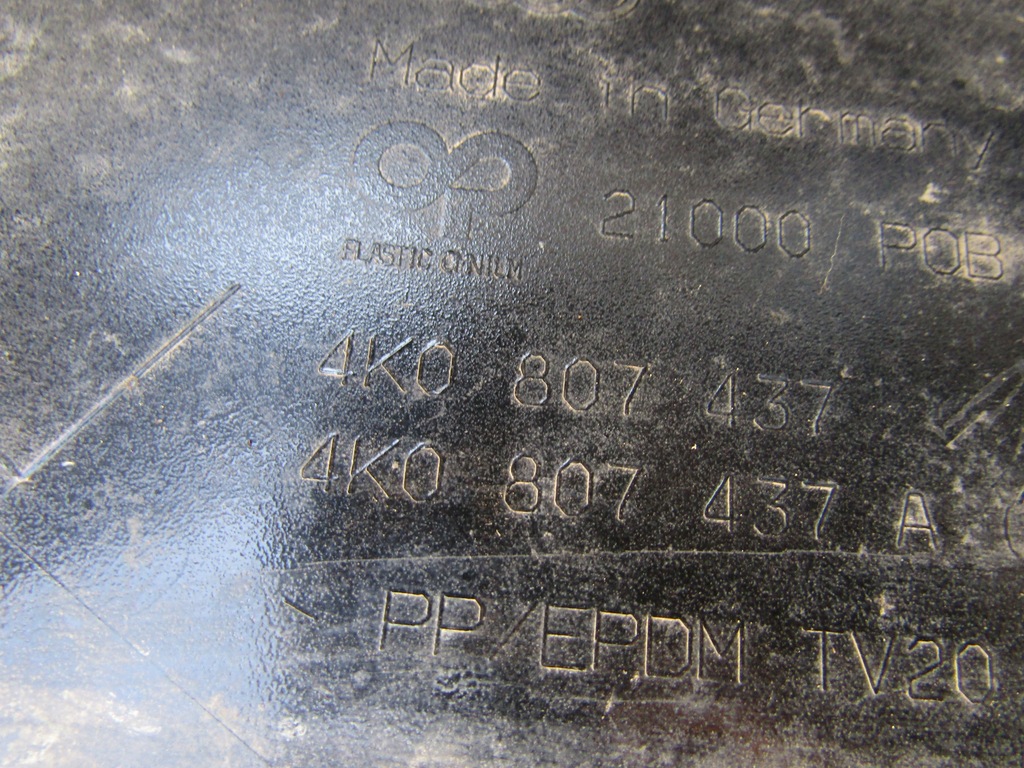 Made in Germany
21000 POB
PLASTIC OMNIUM
4K0 807 437
4K0 807 437 A
> PP/EPDM TV20